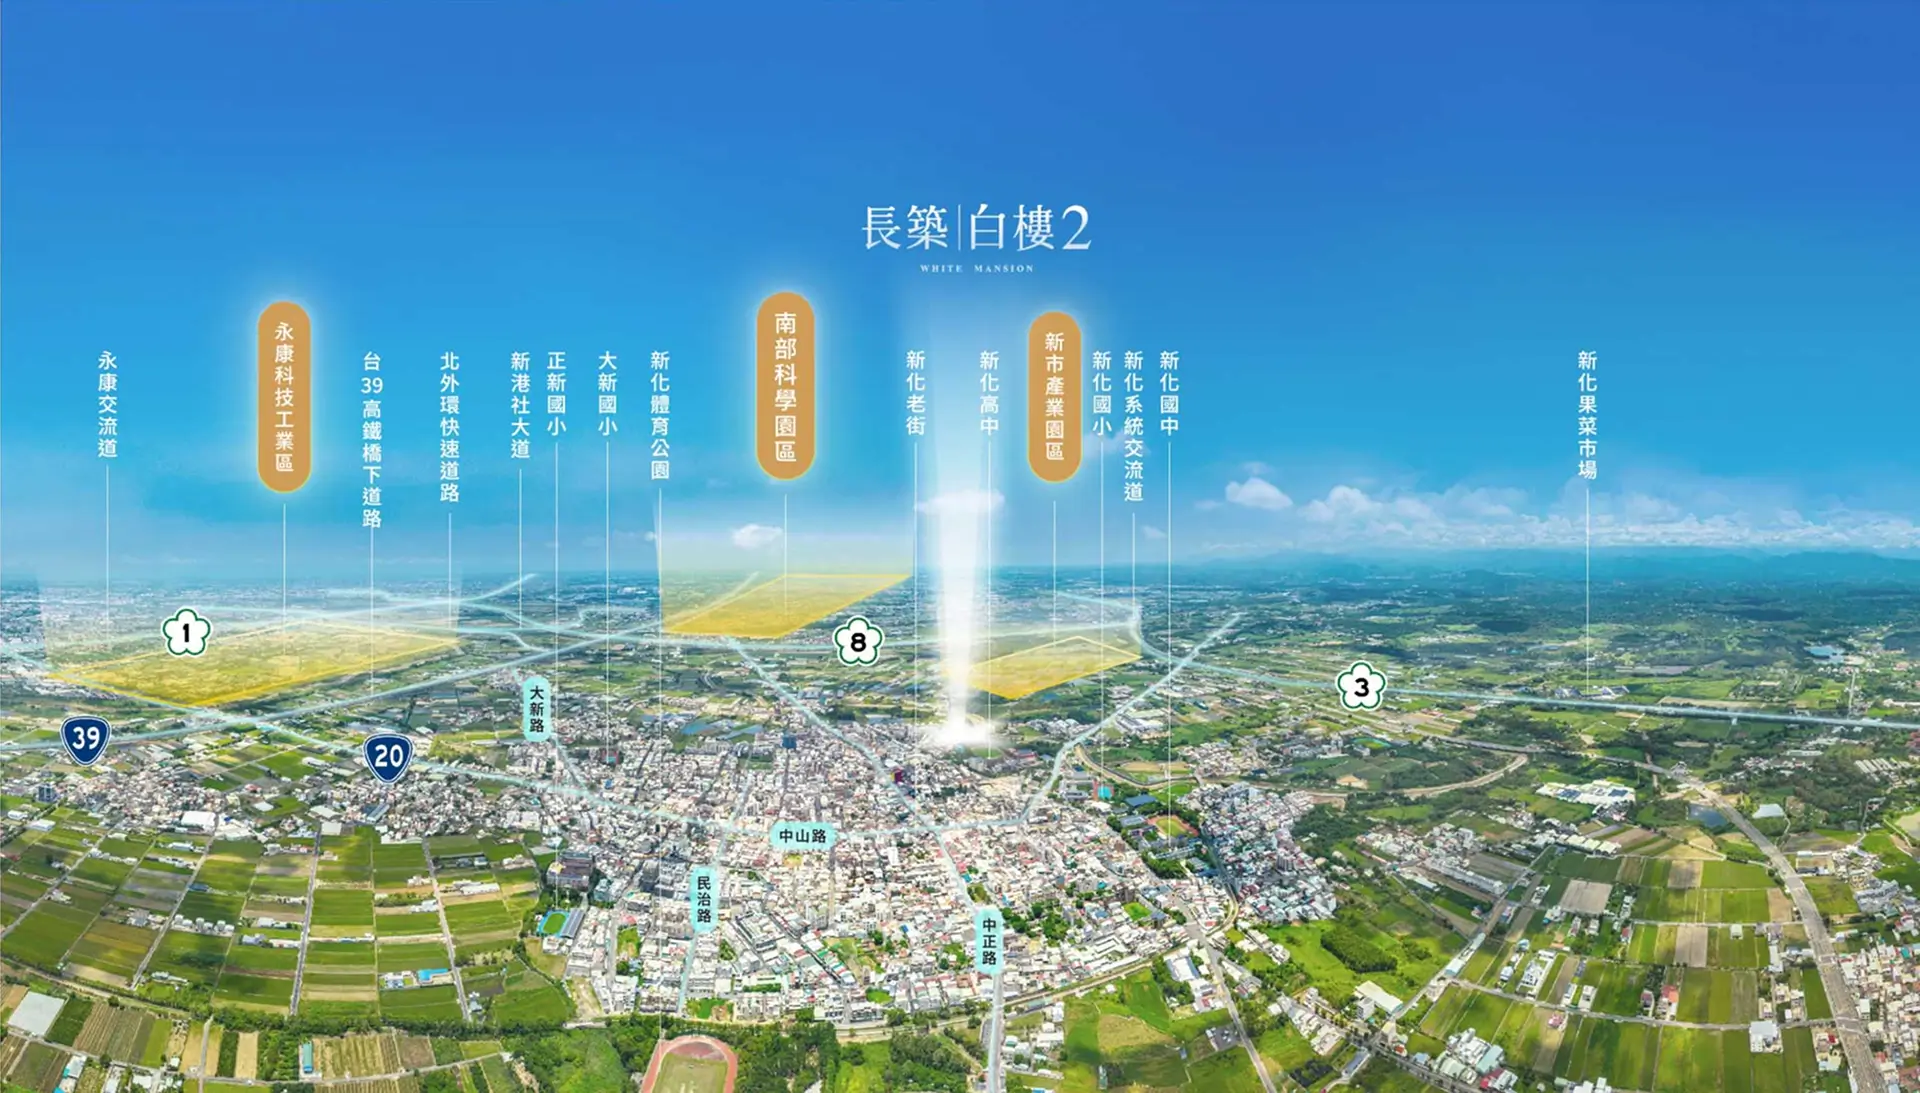 長築|白樓2
WHITE MANSION
永康交流道
永康科技工業區
台39高鐵橋下道路
北外環快速道路
新港社大道
正新國小
大新國小
新化體育公園
南部科學園區
新化老街
新化高中
新市產業園區
新化國小
新化系統交流道
新化國中
新化果菜市場
1
8
3
39
20
大新路
中山路
民治路
中正路